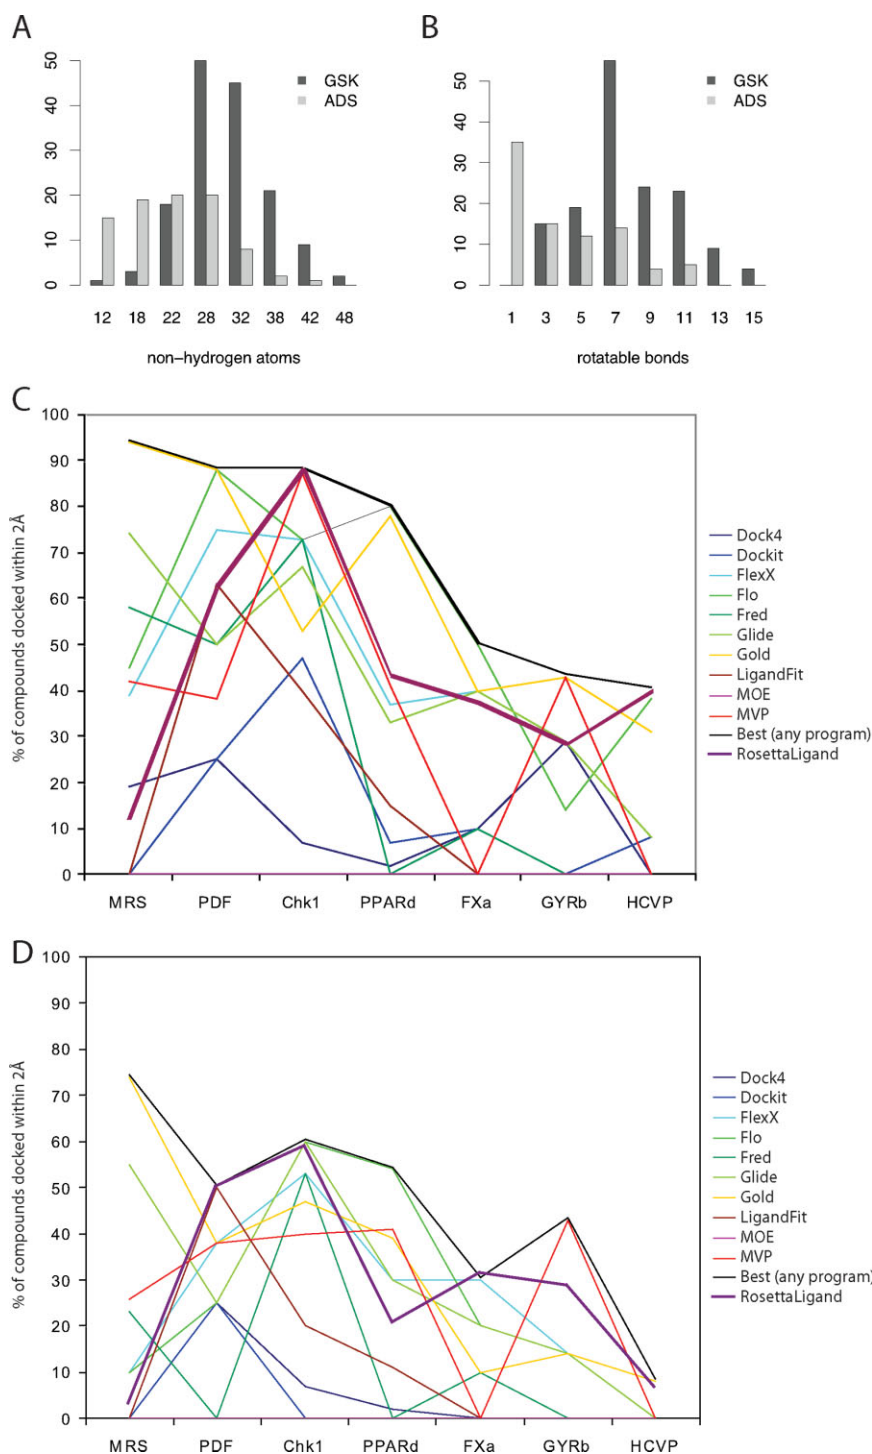 A
50
40
30
20
10
0
GSK
ADS
12 18 22 28 32 38 42 48
non-hydrogen atoms
B
50
40
30
20
10
0
GSK
ADS
1 3 5 7 9 11 13 15
rotatable bonds
C
% of compounds docked within 2Å
100
90
80
70
60
50
40
30
20
10
0
MRS PDF Chk1 PPARd FXa GYRb HCVP
Dock4
Dockit
FlexX
Flo
Fred
Glide
Gold
LigandFit
MOE
MVP
Best (any program)
RosettaLigand
D
% of compounds docked within 2Å
100
90
80
70
60
50
40
30
20
10
0
MRS PDF Chk1 PPARd FXa GYRb HCVP
Dock4
Dockit
FlexX
Flo
Fred
Glide
Gold
LigandFit
MOE
MVP
Best (any program)
RosettaLigand